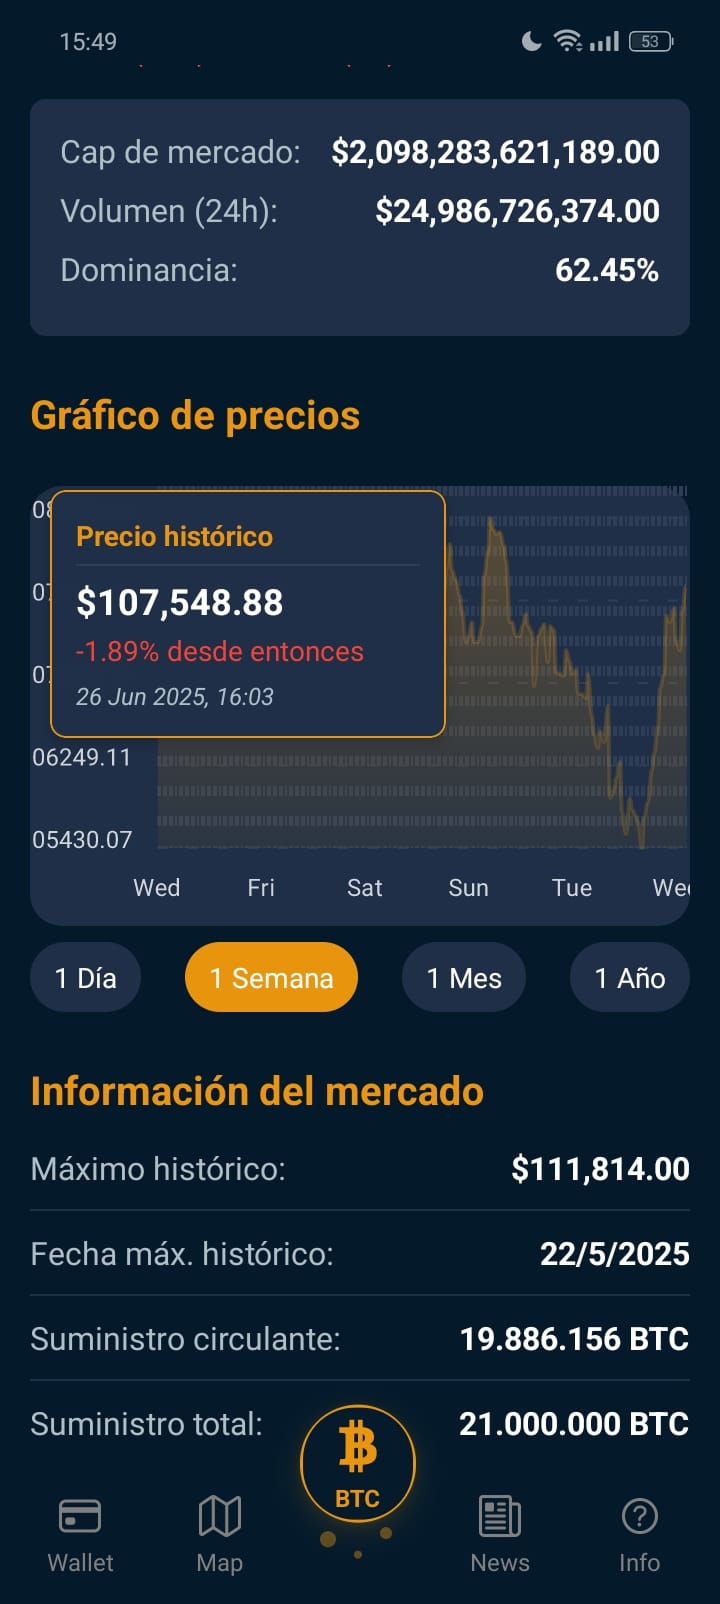 15:49
53
Cap de mercado: $2,098,283,621,189.00
Volumen (24h): $24,986,726,374.00
Dominancia: 62.45%
Gráfico de precios
Precio histórico
$107,548.88
-1.89% desde entonces
26 Jun 2025, 16:03
06249.11
05430.07
Wed Fri Sat Sun Tue
1 Día 1 Semana 1 Mes 1 Año
Información del mercado
Máximo histórico: $111,814.00
Fecha máx. histórico: 22/5/2025
Suministro circulante: 19.886.156 BTC
Suministro total: 21.000.000 BTC
BTC
Wallet Map News Info